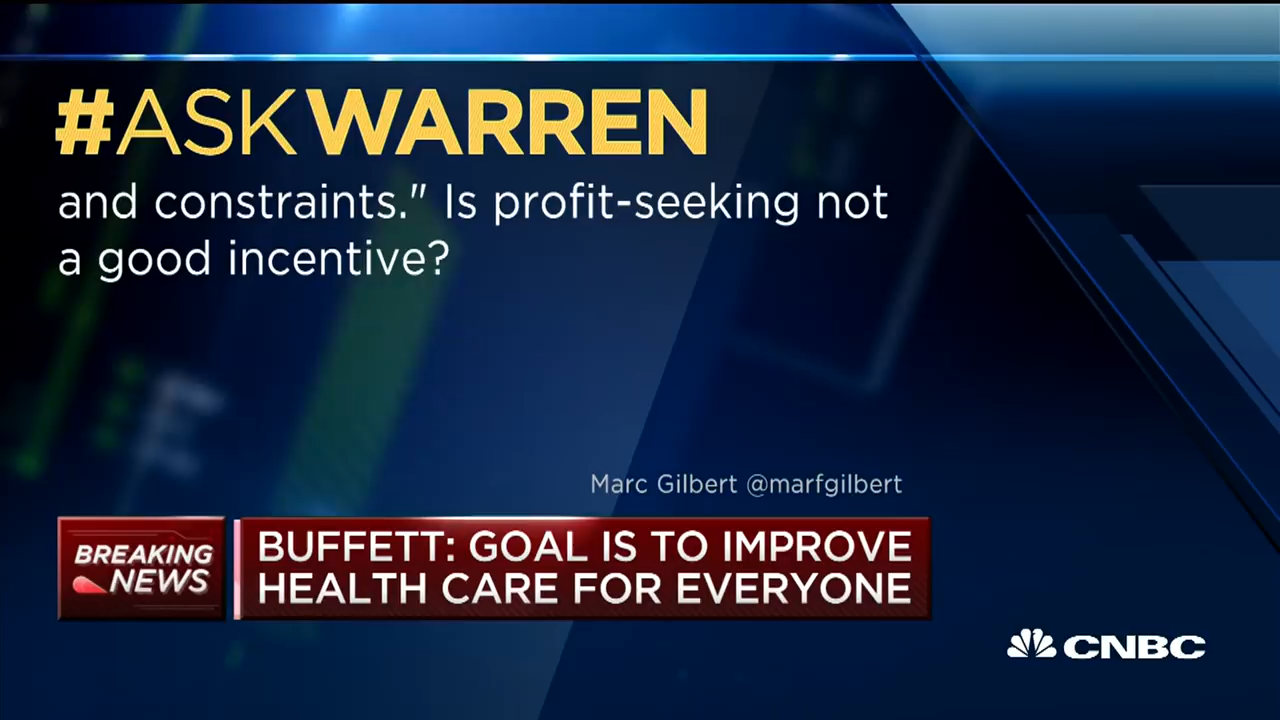 #ASKWARREN
and constraints." Is profit-seeking not
a good incentive?
Marc Gilbert @marfgilbert
BREAKING
NEWS
BUFFETT: GOAL IS TO IMPROVE
HEALTH CARE FOR EVERYONE
CNBC